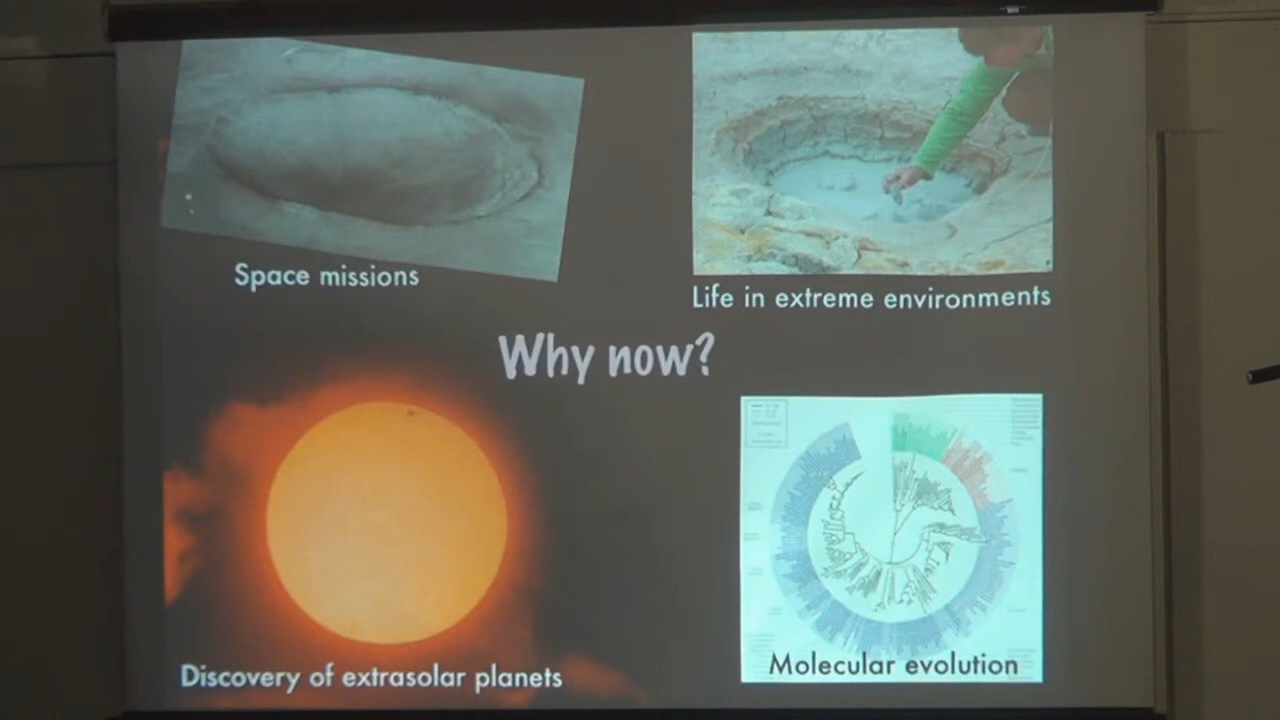 Space missions
Life in extreme environments
Why now?
Discovery of extrasolar planets
Molecular evolution